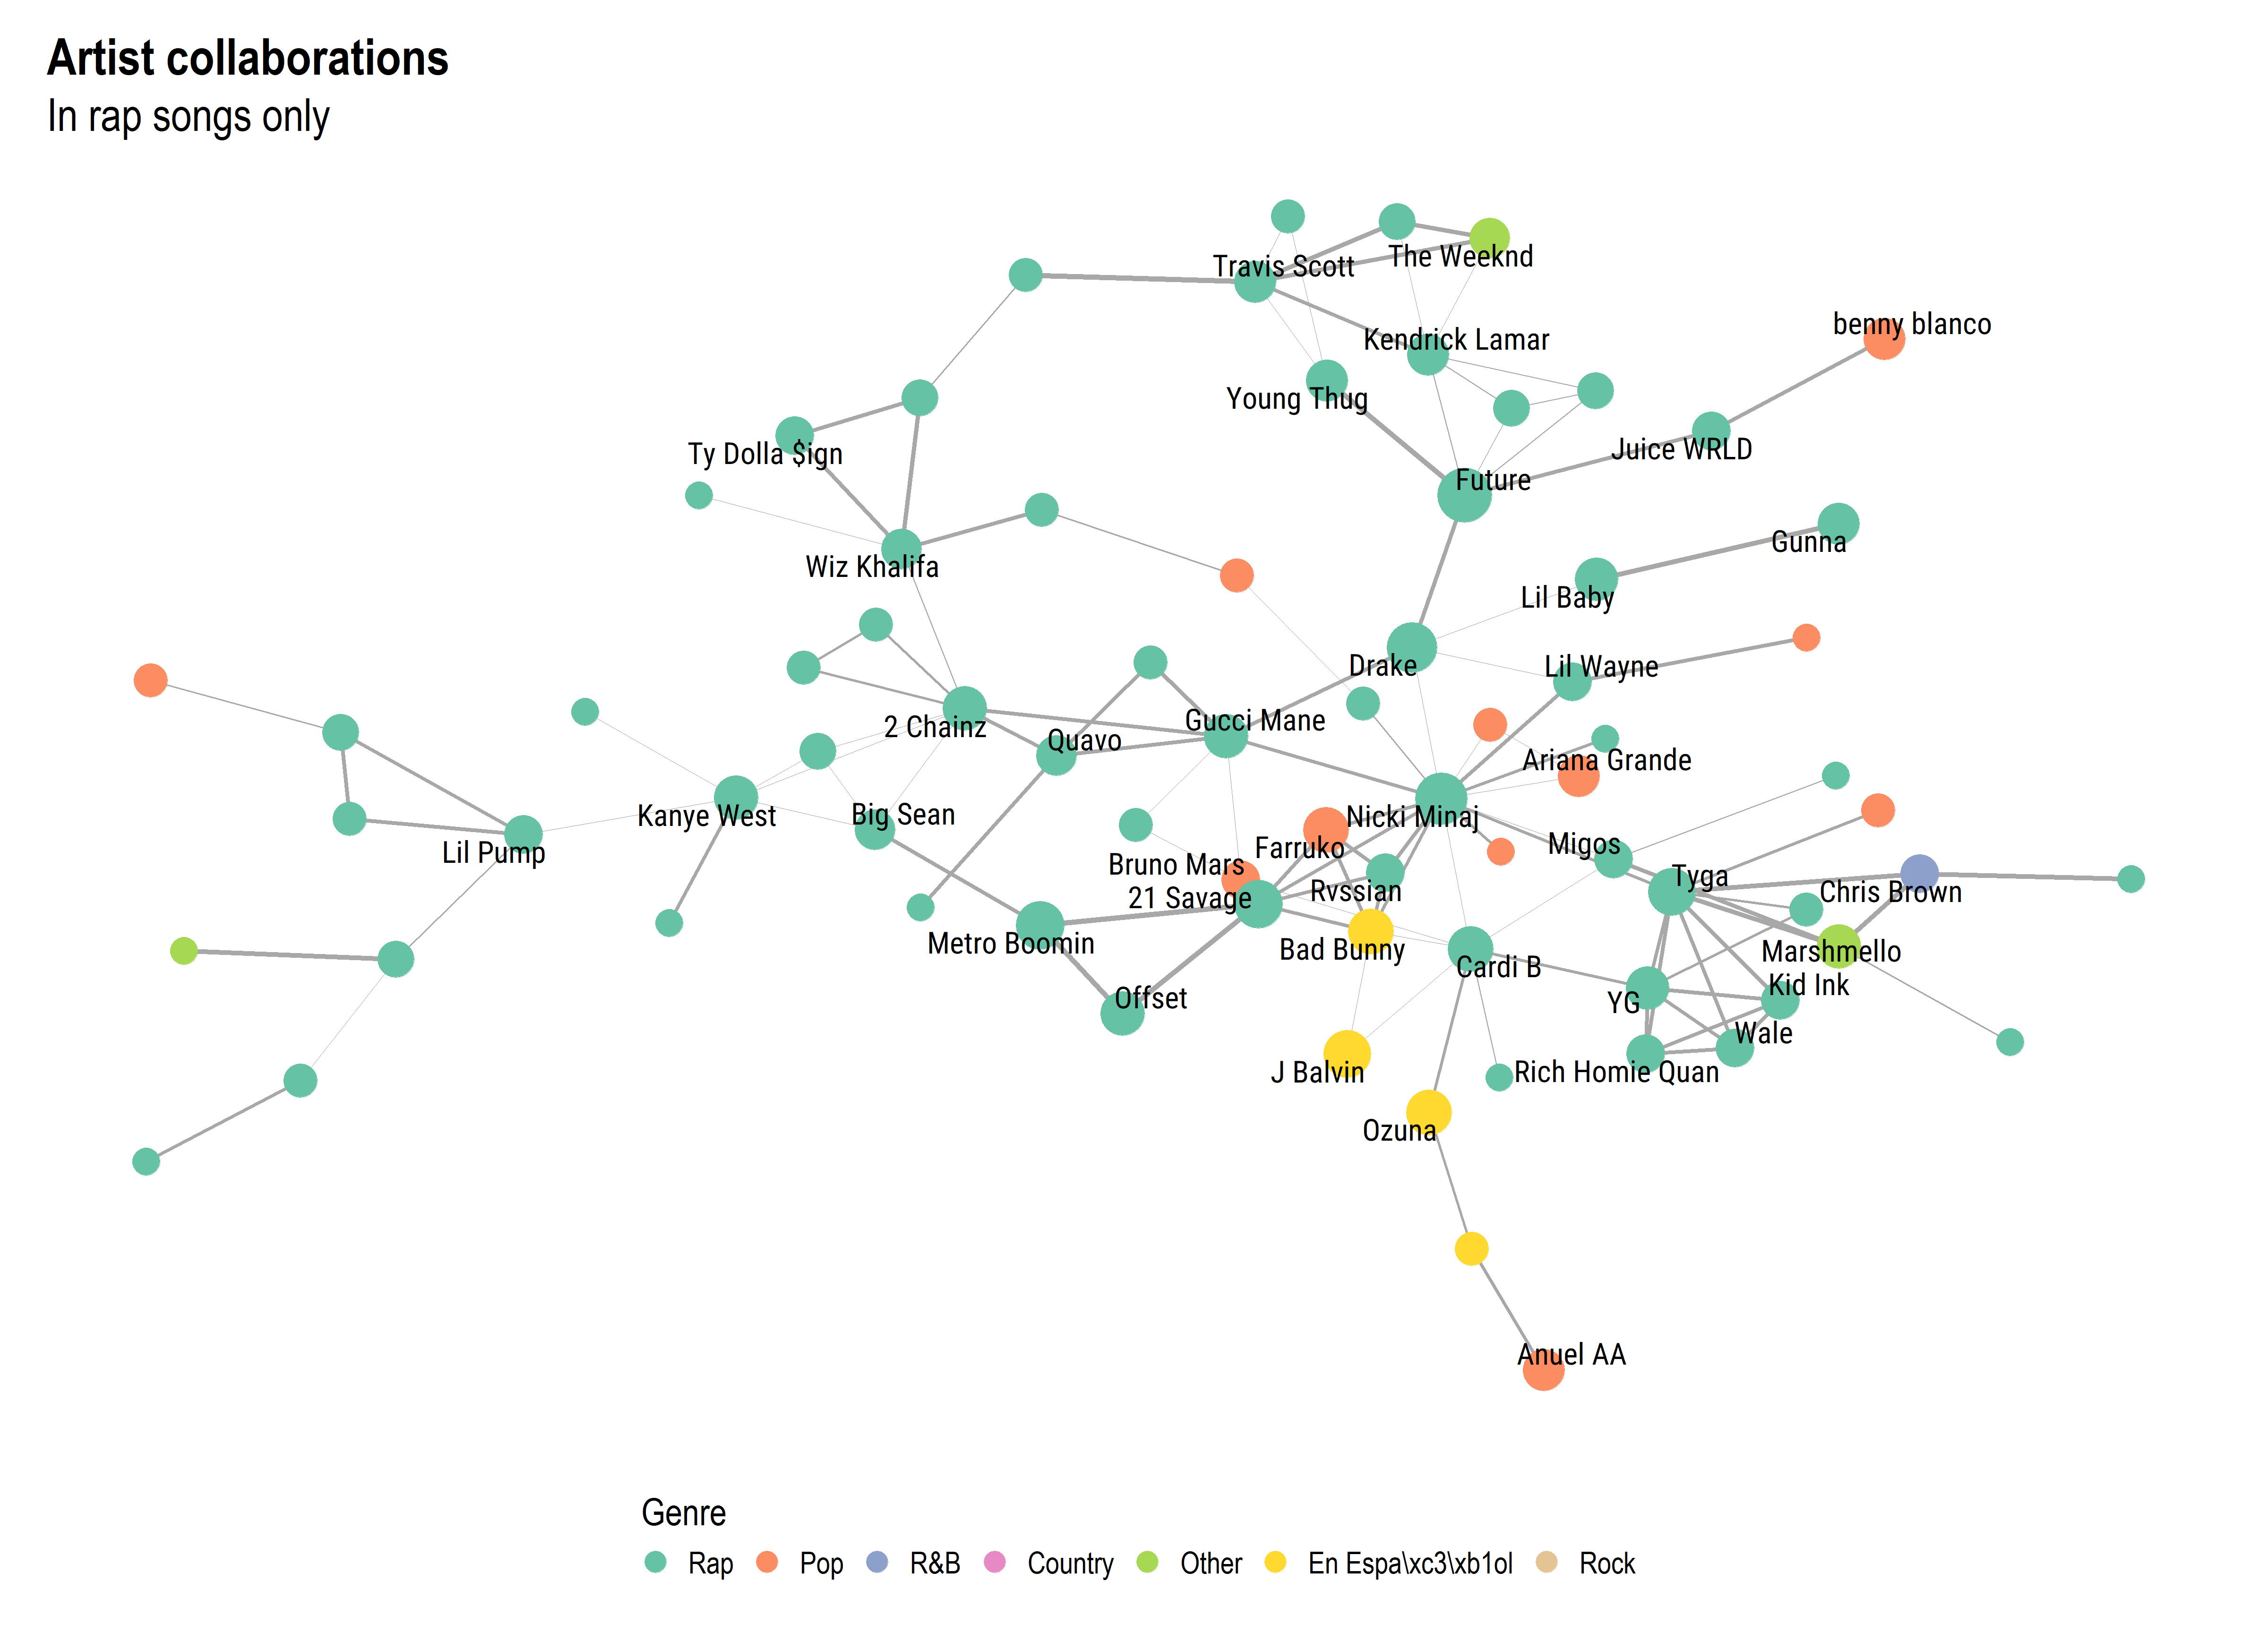 Artist collaborations
In rap songs only
The Weeknd
Travis Scott
benny blanco
Kendrick Lamar
Young Thug
Juice WRLD
Ty Dolla $ign
Future
Gunna
Wiz Khalifa
Lil Baby
Drake
Lil Wayne
Gucci Mane
2 Chainz
Quavo
Ariana Grande
Kanye West
Big Sean
Nicki Minaj
Lil Pump
Farruko
Migos
Bruno Mars
Tyga
21 Savage
Rvssian
Chris Brown
Metro Boomin
Bad Bunny
Marshmello
Cardi B
Kid Ink
Offset
YG
Wale
J Balvin
Rich Homie Quan
Ozuna
Anuel AA
Genre
Rap Pop R&B Country Other En Espa\xc3\xb1ol Rock